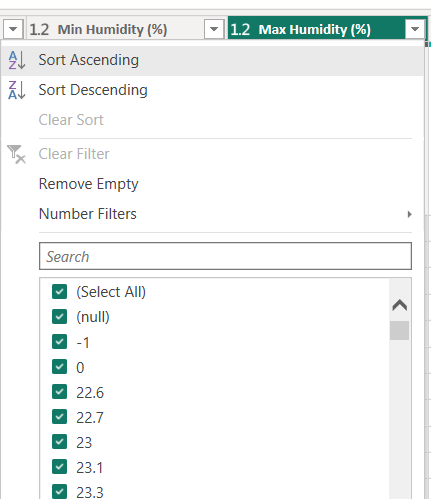 1.2 Min Humidity (%) 1.2 Max Humidity (%)
Sort Ascending
Sort Descending
Clear Sort
Clear Filter
Remove Empty
Number Filters
Search
(Select All)
(null)
-1
0
22.6
22.7
23
23.1
23.3